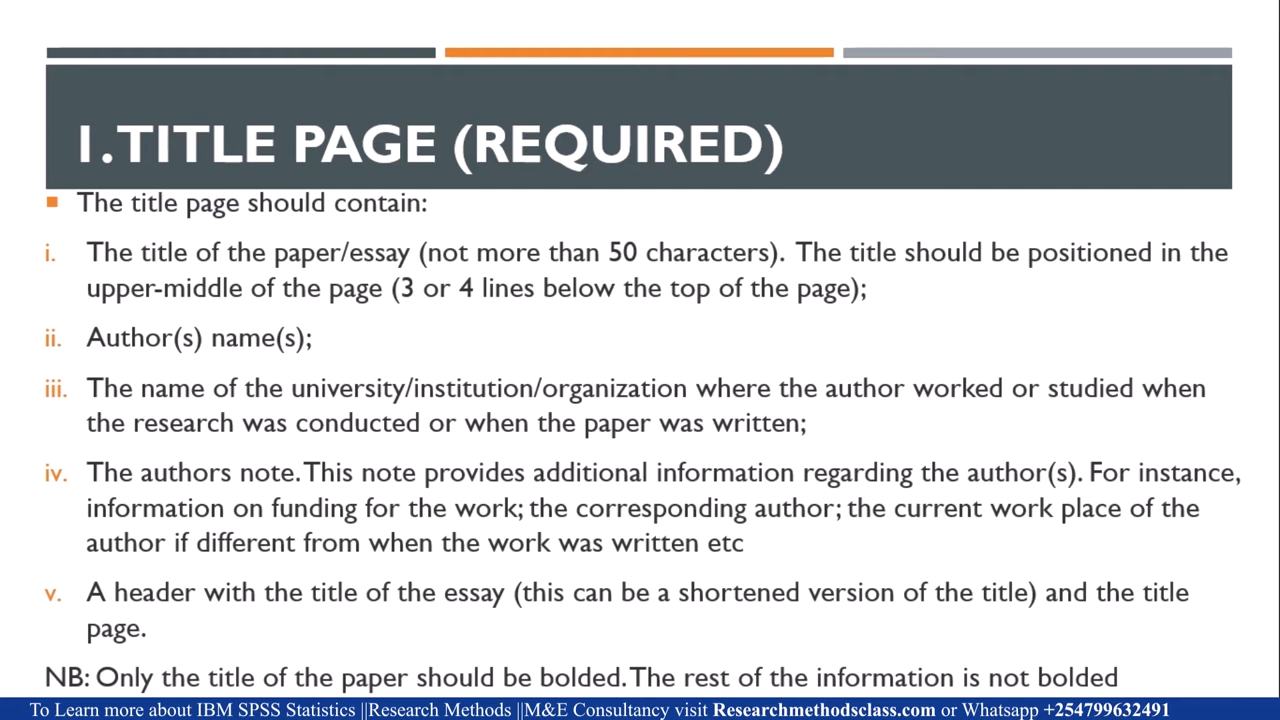 1.TITLE PAGE (REQUIRED)
▪ The title page should contain:
i. The title of the paper/essay (not more than 50 characters). The title should be positioned in the
upper-middle of the page (3 or 4 lines below the top of the page);
ii. Author(s) name(s);
iii. The name of the university/institution/organization where the author worked or studied when
the research was conducted or when the paper was written;
iv. The authors note. This note provides additional information regarding the author(s). For instance,
information on funding for the work; the corresponding author; the current work place of the
author if different from when the work was written etc
v. A header with the title of the essay (this can be a shortened version of the title) and the title
page.
NB: Only the title of the paper should be bolded. The rest of the information is not bolded
To Learn more about IBM SPSS Statistics ||Research Methods ||M&E Consultancy visit Researchmethodsclass.com or Whatsapp +254799632491